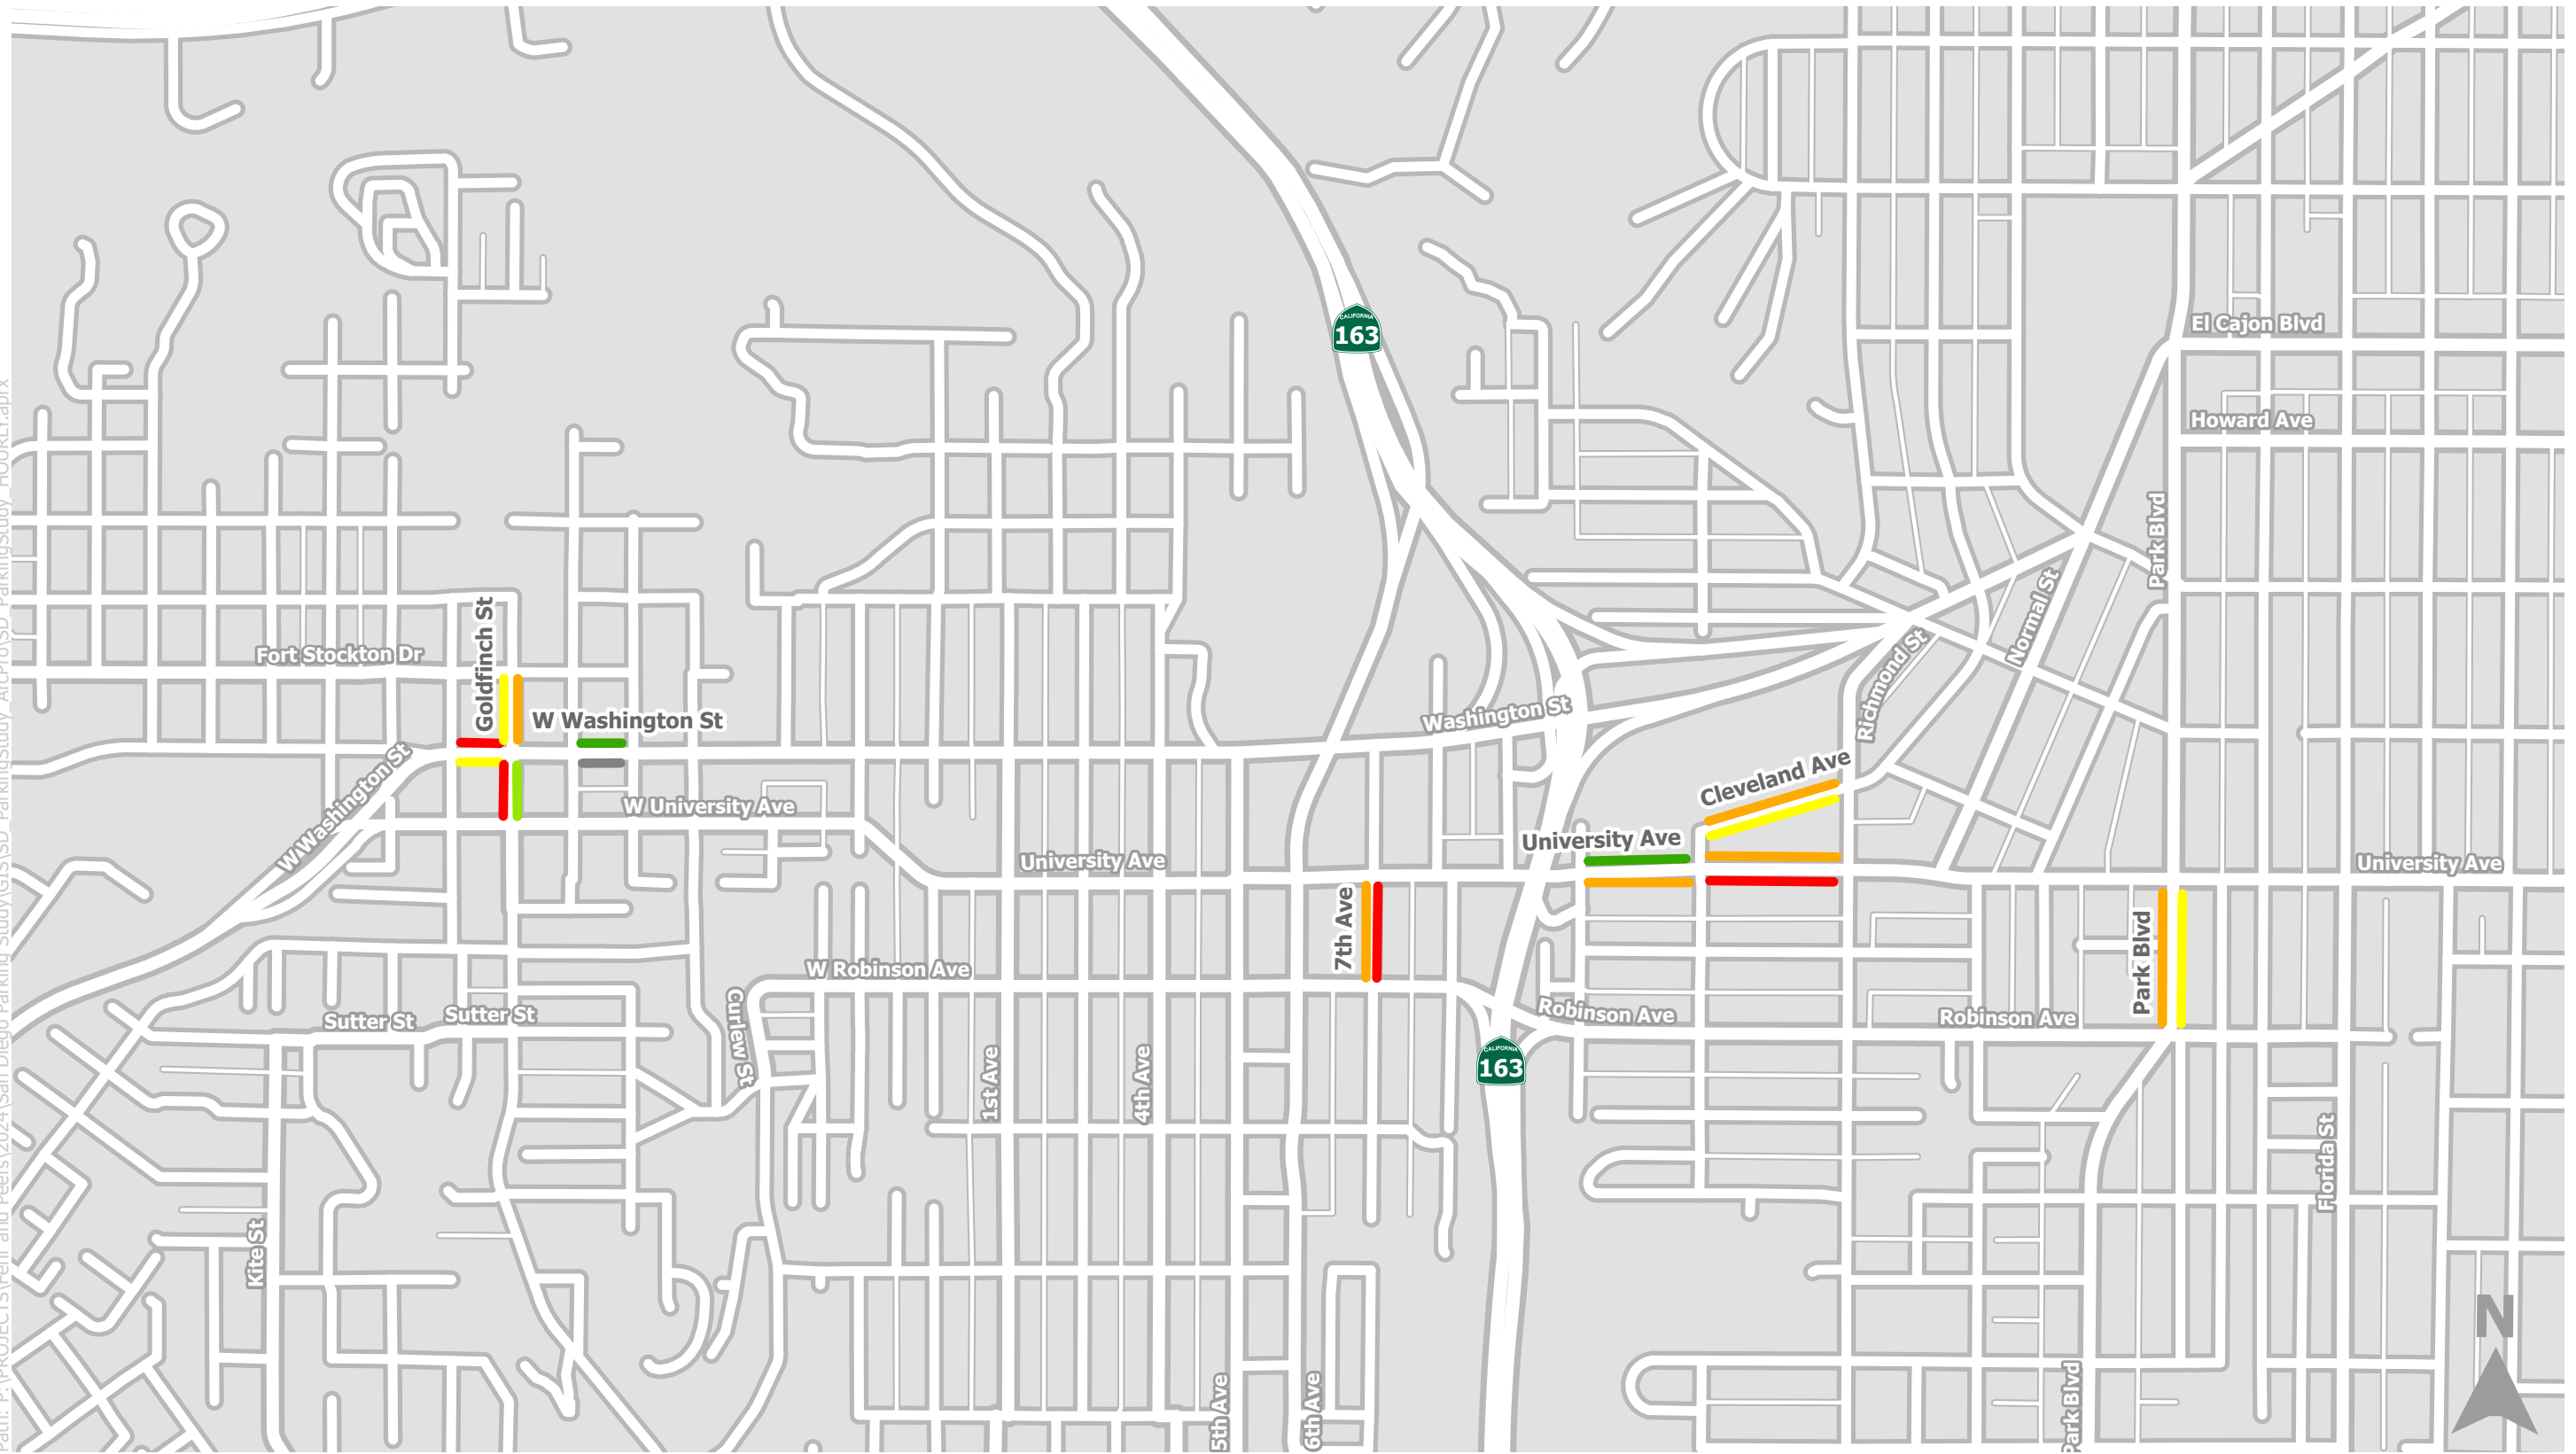 CALIFORNIA
163
El Cajon Blvd
Howard Ave
Park Blvd
Goldfinch St
Fort Stockton Dr
Normal St
Richmond St
W Washington St
Washington St
W Washington St
Cleveland Ave
W University Ave
University Ave
University Ave
University Ave
7th Ave
Park Blvd
W Robinson Ave
Robinson Ave
Robinson Ave
Sutter St
Sutter St
Curlew St
1st Ave
4th Ave
CALIFORNIA
163
Florida St
Kite St
N
5th Ave
6th Ave
Park Blvd